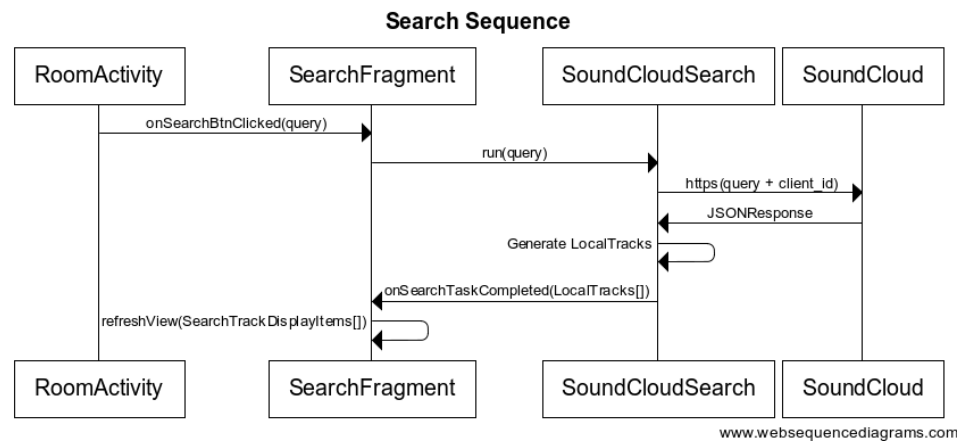 Search Sequence
RoomActivity
SearchFragment
SoundCloudSearch
SoundCloud
onSearchBtnClicked(query)
run(query)
https(query + client_id)
JSONResponse
Generate LocalTracks
onSearchTaskCompleted(LocalTracks[])
refreshView(SearchTrackDisplayItems[])
RoomActivity
SearchFragment
SoundCloudSearch
SoundCloud
www.websequencediagrams.com